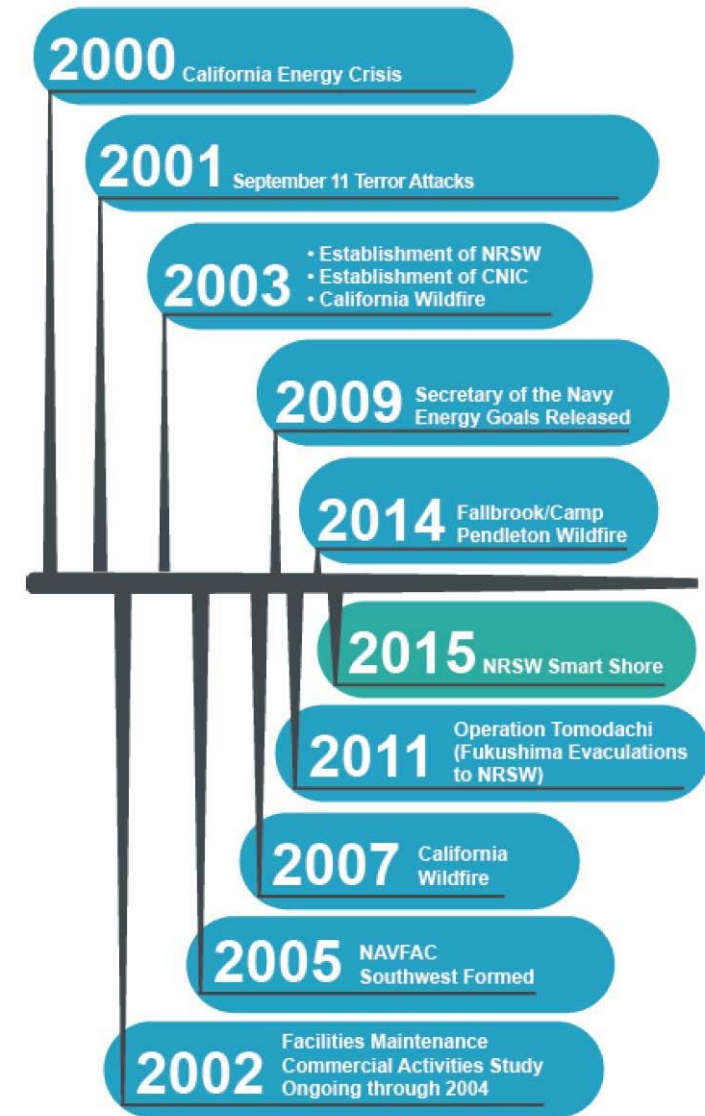 2000 California Energy Crisis
2001 September 11 Terror Attacks
2003
• Establishment of NRSW
• Establishment of CNIC
• California Wildfire
2009
Secretary of the Navy
Energy Goals Released
2014
Fallbrook/Camp
Pendleton Wildfire
2015 NRSW Smart Shore
2011
Operation Tomodachi
(Fukushima Evaculations
to NRSW)
2007
California
Wildfire
2005
NAVFAC
Southwest Formed
2002
Facilities Maintenance
Commercial Activities Study
Ongoing through 2004